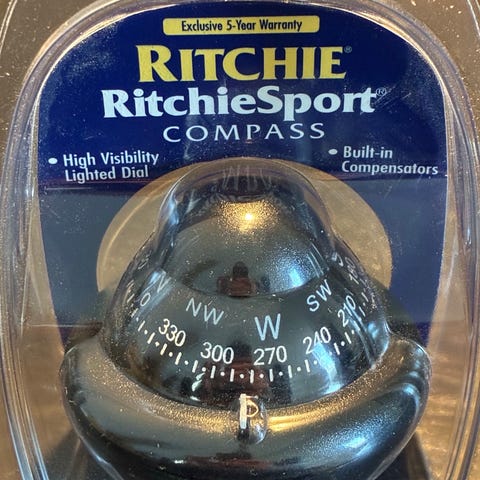 Exclusive 5-Year Warranty
RITCHIE®
RitchieSport®
COMPASS
• High Visibility
Lighted Dial
• Built-in
Compensators
NW W SW
0 330 300 270 240 210